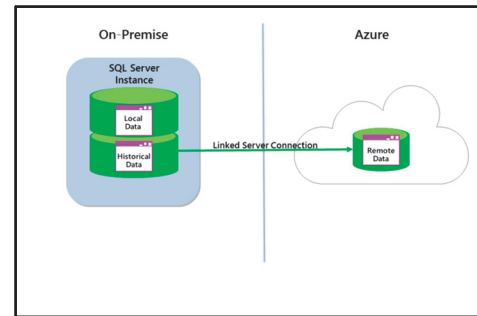 On-Premise
Azure
SQL Server
Instance
Local
Data
Historical
Data
Linked Server Connection
Remote
Data